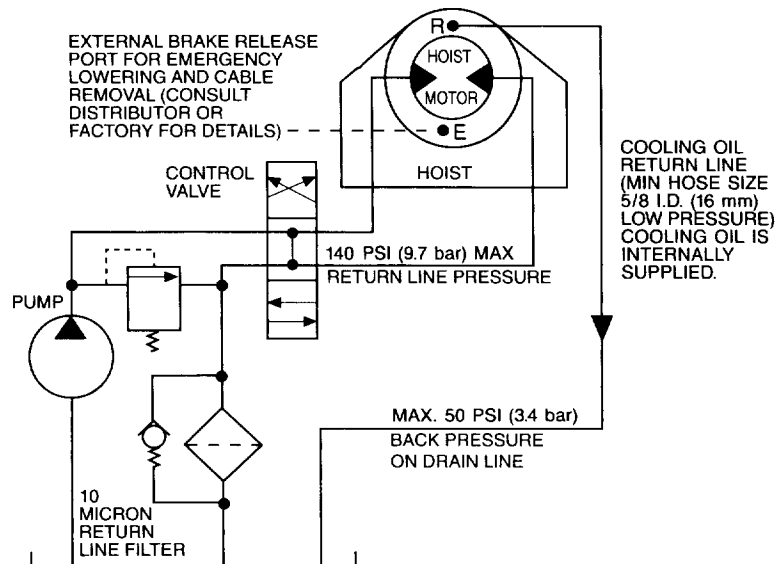 EXTERNAL BRAKE RELEASE
PORT FOR EMERGENCY
LOWERING AND CABLE
REMOVAL (CONSULT
DISTRIBUTOR OR
FACTORY FOR DETAILS)
R
HOIST
MOTOR
E
HOIST
CONTROL
VALVE
COOLING OIL
RETURN LINE
(MIN HOSE SIZE
5/8 I.D. (16 mm)
LOW PRESSURE)
COOLING OIL IS
INTERNALLY
SUPPLIED.
140 PSI (9.7 bar) MAX
RETURN LINE PRESSURE
PUMP
MAX. 50 PSI (3.4 bar)
BACK PRESSURE
ON DRAIN LINE
10
MICRON
RETURN
LINE FILTER